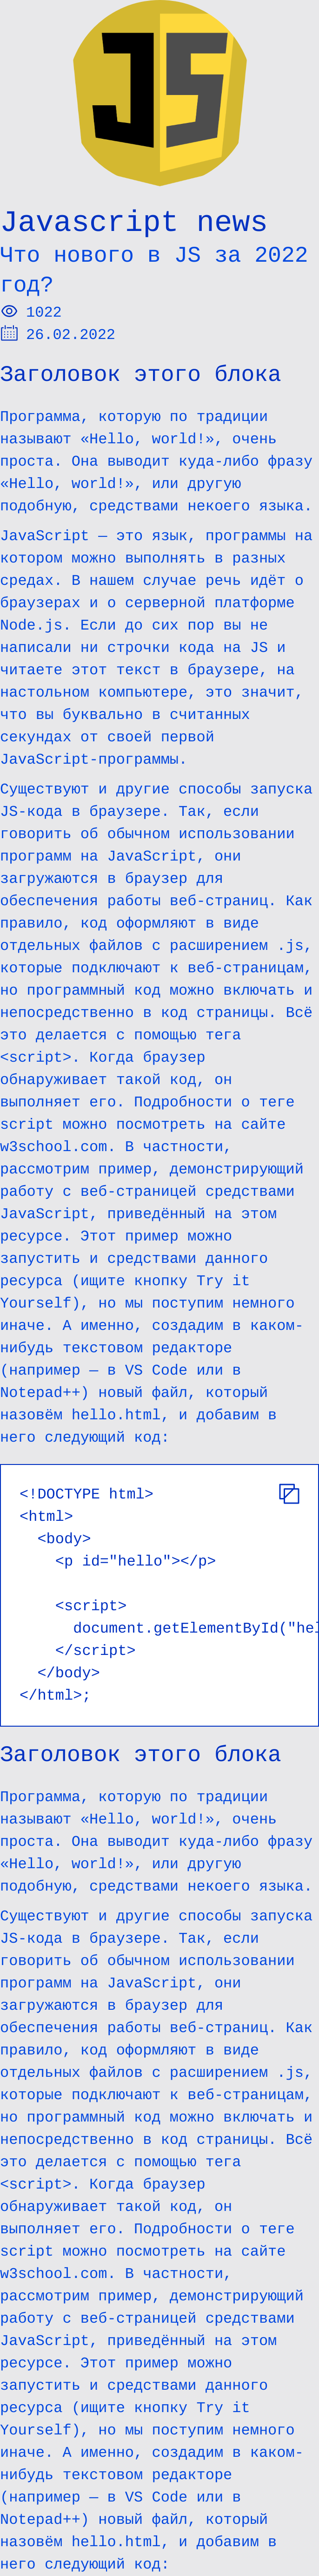 JS
Javascript news
Что нового в JS за 2022
год?
1022
26.02.2022
Заголовок этого блока
Программа, которую по традиции
называют «Hello, world!», очень
проста. Она выводит куда-либо фразу
«Hello, world!», или другую
подобную, средствами некоего языка.
JavaScript — это язык, программы на
котором можно выполнять в разных
средах. В нашем случае речь идёт о
браузерах и о серверной платформе
Node.js. Если до сих пор вы не
написали ни строчки кода на JS и
читаете этот текст в браузере, на
настольном компьютере, это значит,
что вы буквально в считанных
секундах от своей первой
JavaScript-программы.
Существуют и другие способы запуска
JS-кода в браузере. Так, если
говорить об обычном использовании
программ на JavaScript, они
загружаются в браузер для
обеспечения работы веб-страниц. Как
правило, код оформляют в виде
отдельных файлов с расширением .js,
которые подключают к веб-страницам,
но программный код можно включать и
непосредственно в код страницы. Всё
это делается с помощью тега
<script>. Когда браузер
обнаруживает такой код, он
выполняет его. Подробности о теге
script можно посмотреть на сайте
w3school.com. В частности,
рассмотрим пример, демонстрирующий
работу с веб-страницей средствами
JavaScript, приведённый на этом
ресурсе. Этот пример можно
запустить и средствами данного
ресурса (ищите кнопку Try it
Yourself), но мы поступим немного
иначе. А именно, создадим в каком-
нибудь текстовом редакторе
(например — в VS Code или в
Notepad++) новый файл, который
назовём hello.html, и добавим в
него следующий код:
<!DOCTYPE html>
<html>
<body>
<p id="hello"></p>
<script>
document.getElementById("hel
</script>
</body>
</html>;
Заголовок этого блока
Программа, которую по традиции
называют «Hello, world!», очень
проста. Она выводит куда-либо фразу
«Hello, world!», или другую
подобную, средствами некоего языка.
Существуют и другие способы запуска
JS-кода в браузере. Так, если
говорить об обычном использовании
программ на JavaScript, они
загружаются в браузер для
обеспечения работы веб-страниц. Как
правило, код оформляют в виде
отдельных файлов с расширением .js,
которые подключают к веб-страницам,
но программный код можно включать и
непосредственно в код страницы. Всё
это делается с помощью тега
<script>. Когда браузер
обнаруживает такой код, он
выполняет его. Подробности о теге
script можно посмотреть на сайте
w3school.com. В частности,
рассмотрим пример, демонстрирующий
работу с веб-страницей средствами
JavaScript, приведённый на этом
ресурсе. Этот пример можно
запустить и средствами данного
ресурса (ищите кнопку Try it
Yourself), но мы поступим немного
иначе. А именно, создадим в каком-
нибудь текстовом редакторе
(например — в VS Code или в
Notepad++) новый файл, который
назовём hello.html, и добавим в
него следующий код: